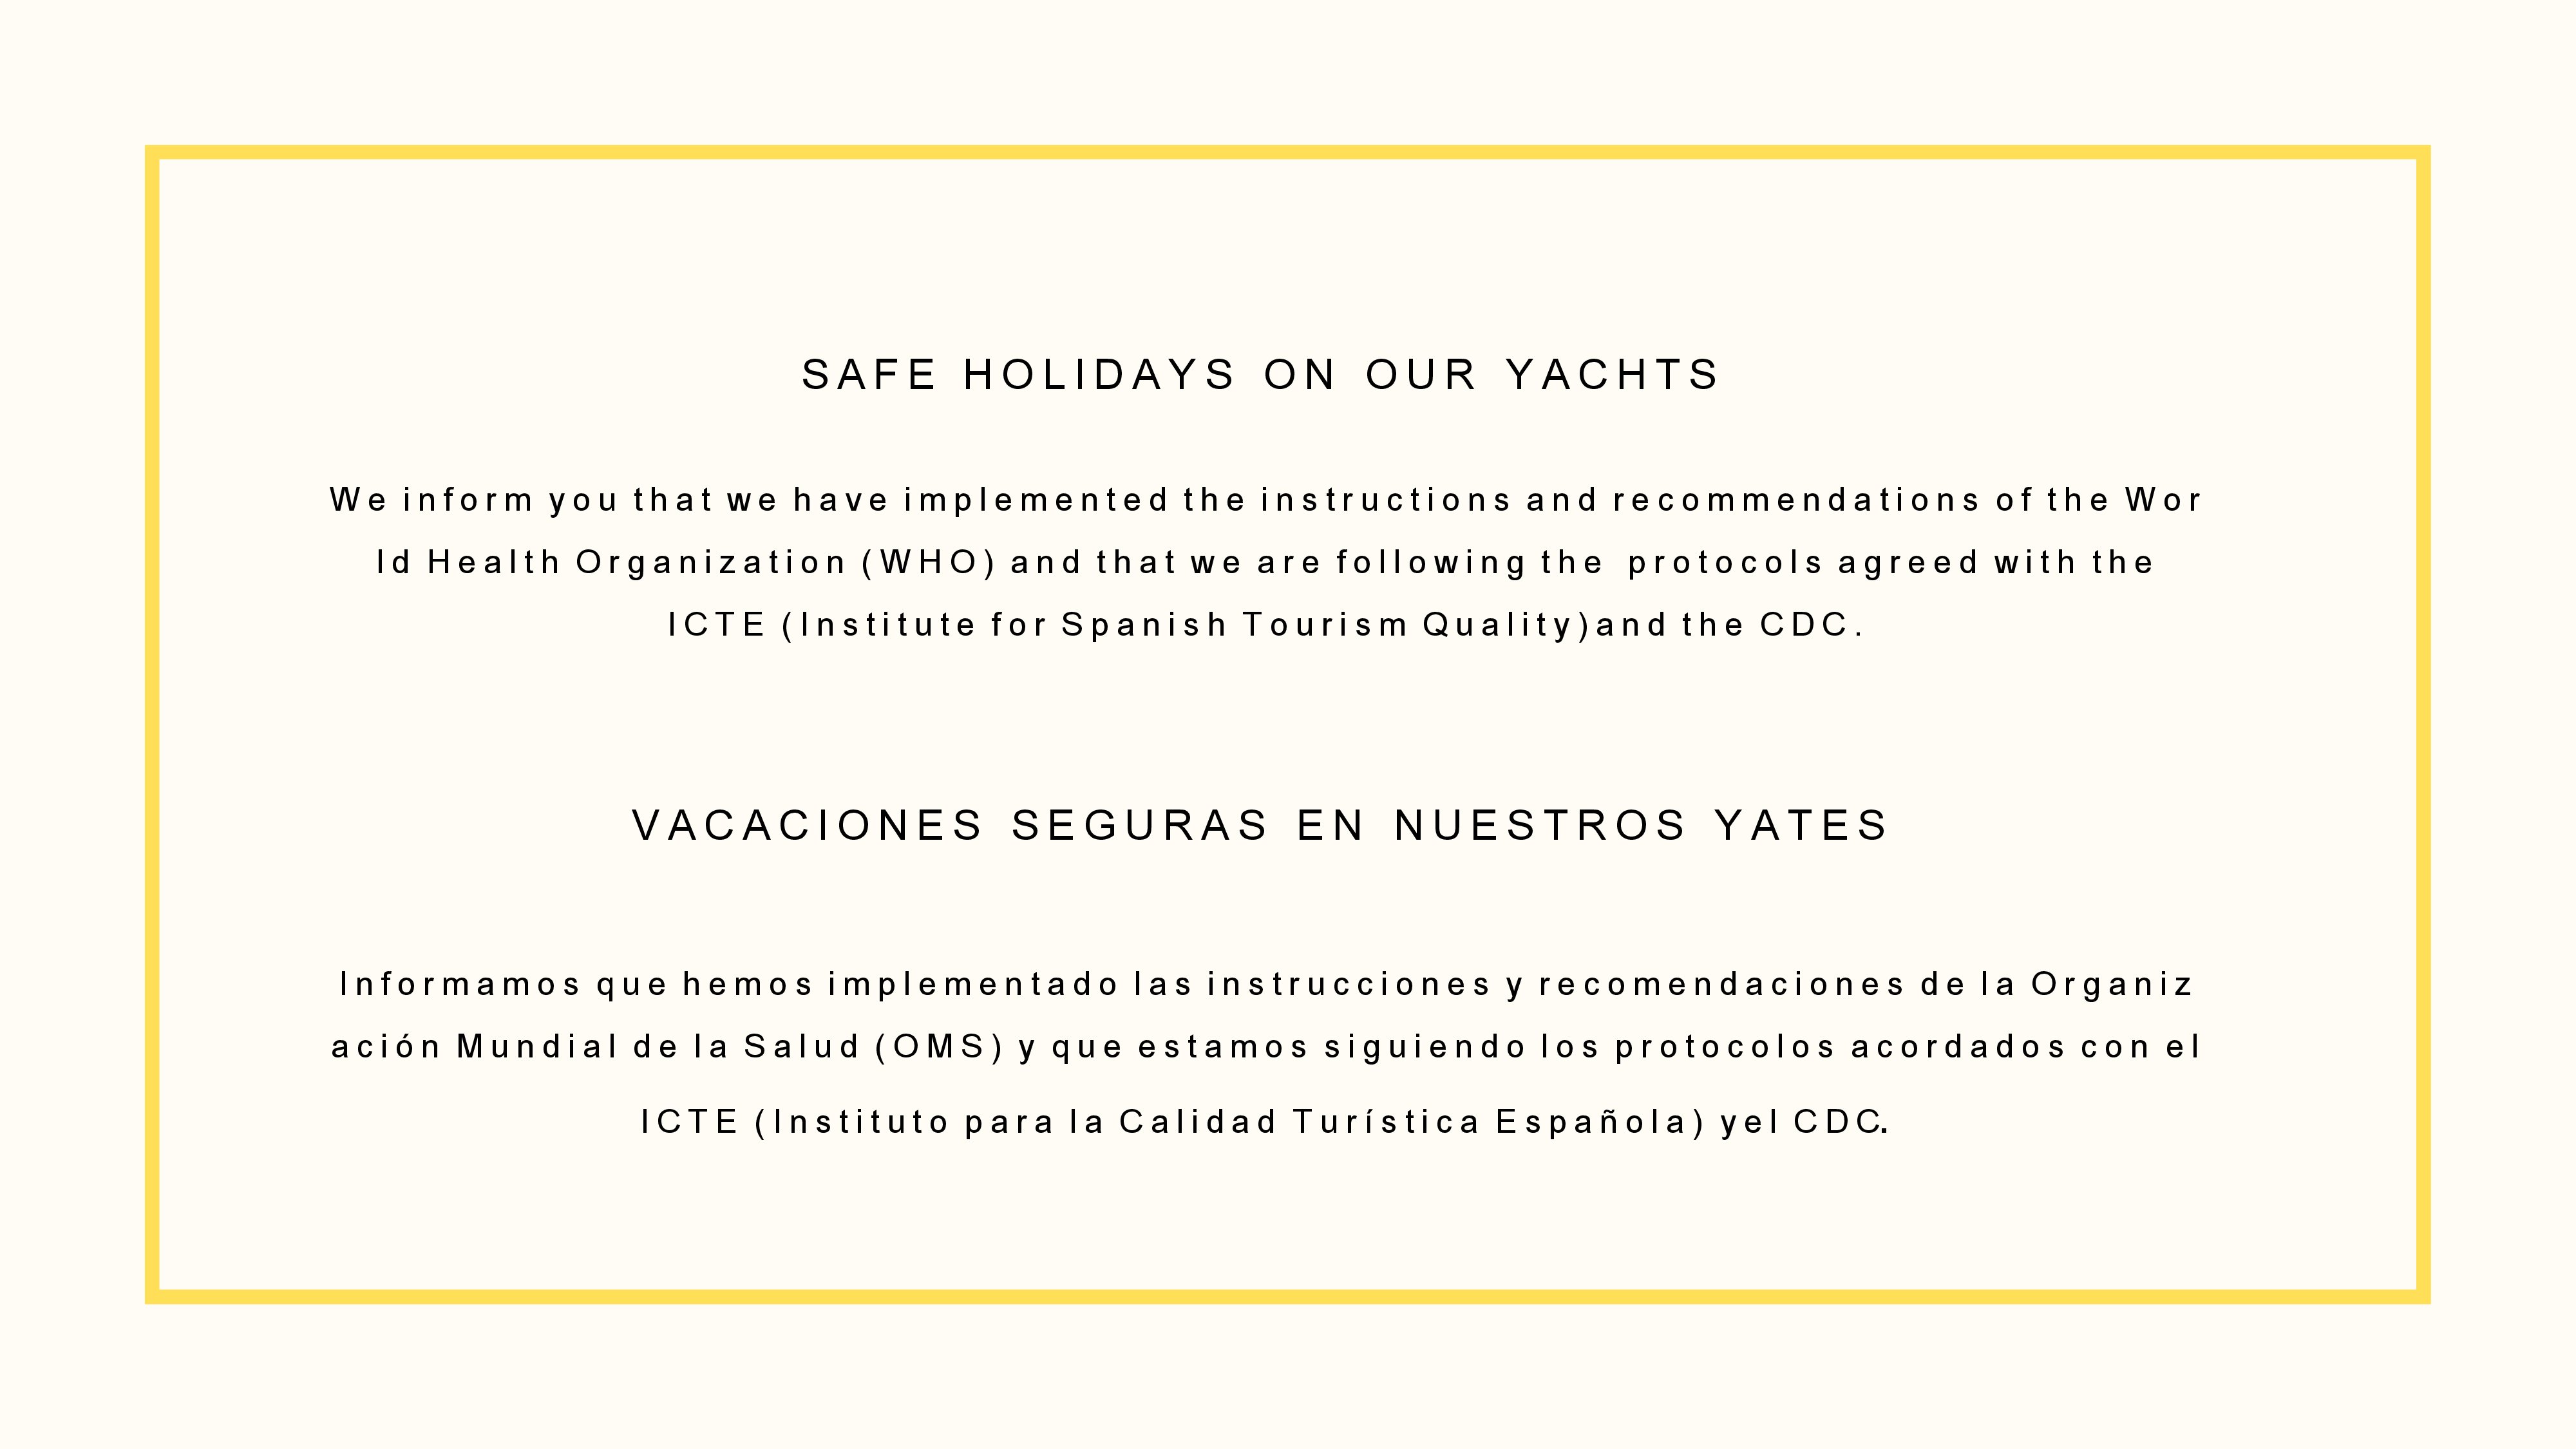 SAFE HOLIDAYS ON OUR YACHTS
We inform you that we have implemented the instructions and recommendations of the Wor
ld Health Organization (WHO) and that we are following the protocols agreed with the
ICTE (Institute for Spanish Tourism Quality)and the CDC.
VACACIONES SEGURAS EN NUESTROS YATES
Informamos que hemos implementado las instrucciones y recomendaciones de la Organiz
ación Mundial de la Salud (OMS) y que estamos siguiendo los protocolos acordados con el
ICTE (Instituto para la Calidad Turística Española) yel CDC.